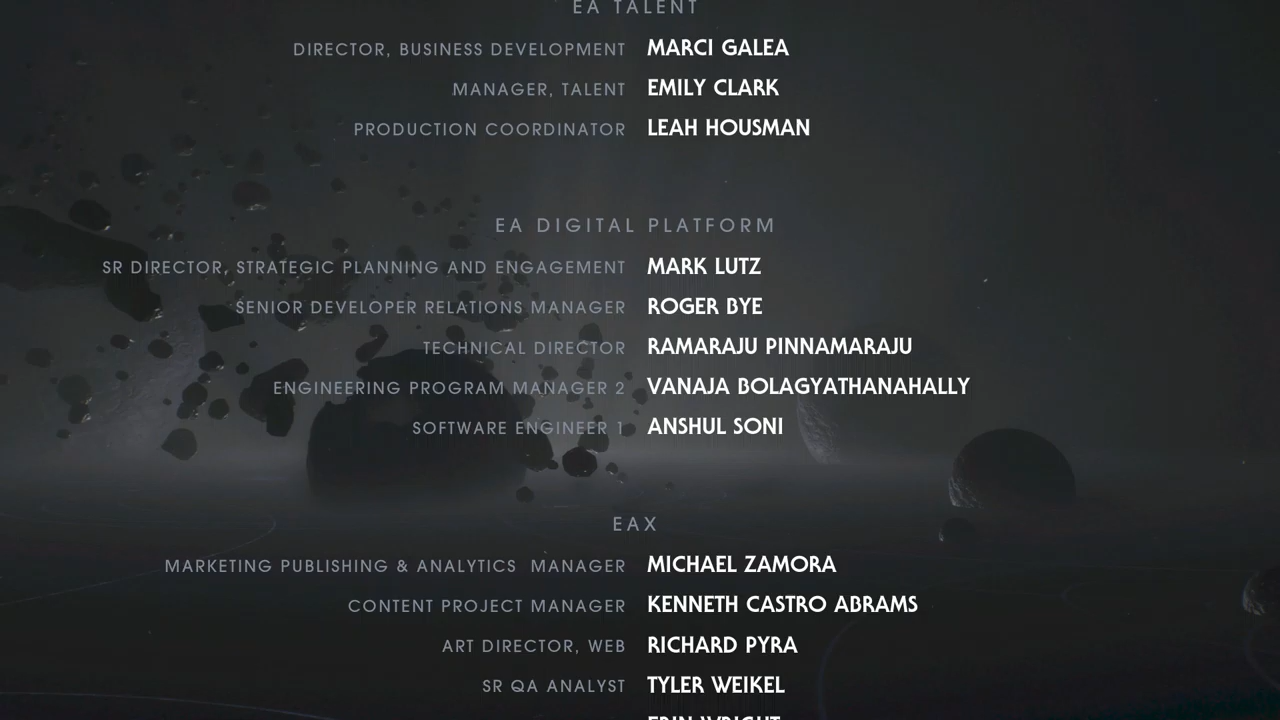 EA TALENT
DIRECTOR, BUSINESS DEVELOPMENT MARCI GALEA
MANAGER, TALENT EMILY CLARK
PRODUCTION COORDINATOR LEAH HOUSMAN
EA DIGITAL PLATFORM
SR DIRECTOR, STRATEGIC PLANNING AND ENGAGEMENT MARK LUTZ
SENIOR DEVELOPER RELATIONS MANAGER ROGER BYE
TECHNICAL DIRECTOR RAMARAJU PINNAMARAJU
ENGINEERING PROGRAM MANAGER 2 VANAJA BOLAGYATHANAHALLY
SOFTWARE ENGINEER 1 ANSHUL SONI
EAX
MARKETING PUBLISHING & ANALYTICS MANAGER MICHAEL ZAMORA
CONTENT PROJECT MANAGER KENNETH CASTRO ABRAMS
ART DIRECTOR, WEB RICHARD PYRA
SR QA ANALYST TYLER WEIKEL
ERIN WRIGHT